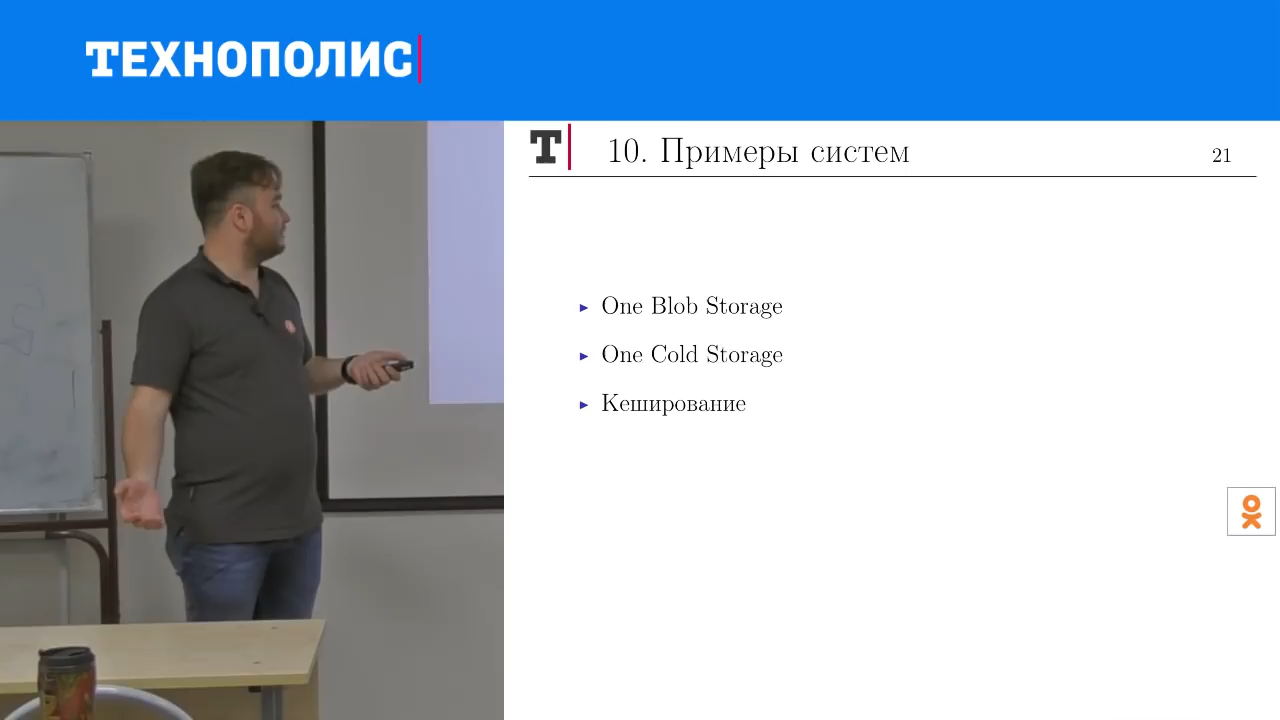 ТЕХНОПОЛИС
Т
10. Примеры систем
21
One Blob Storage
One Cold Storage
Кеширование